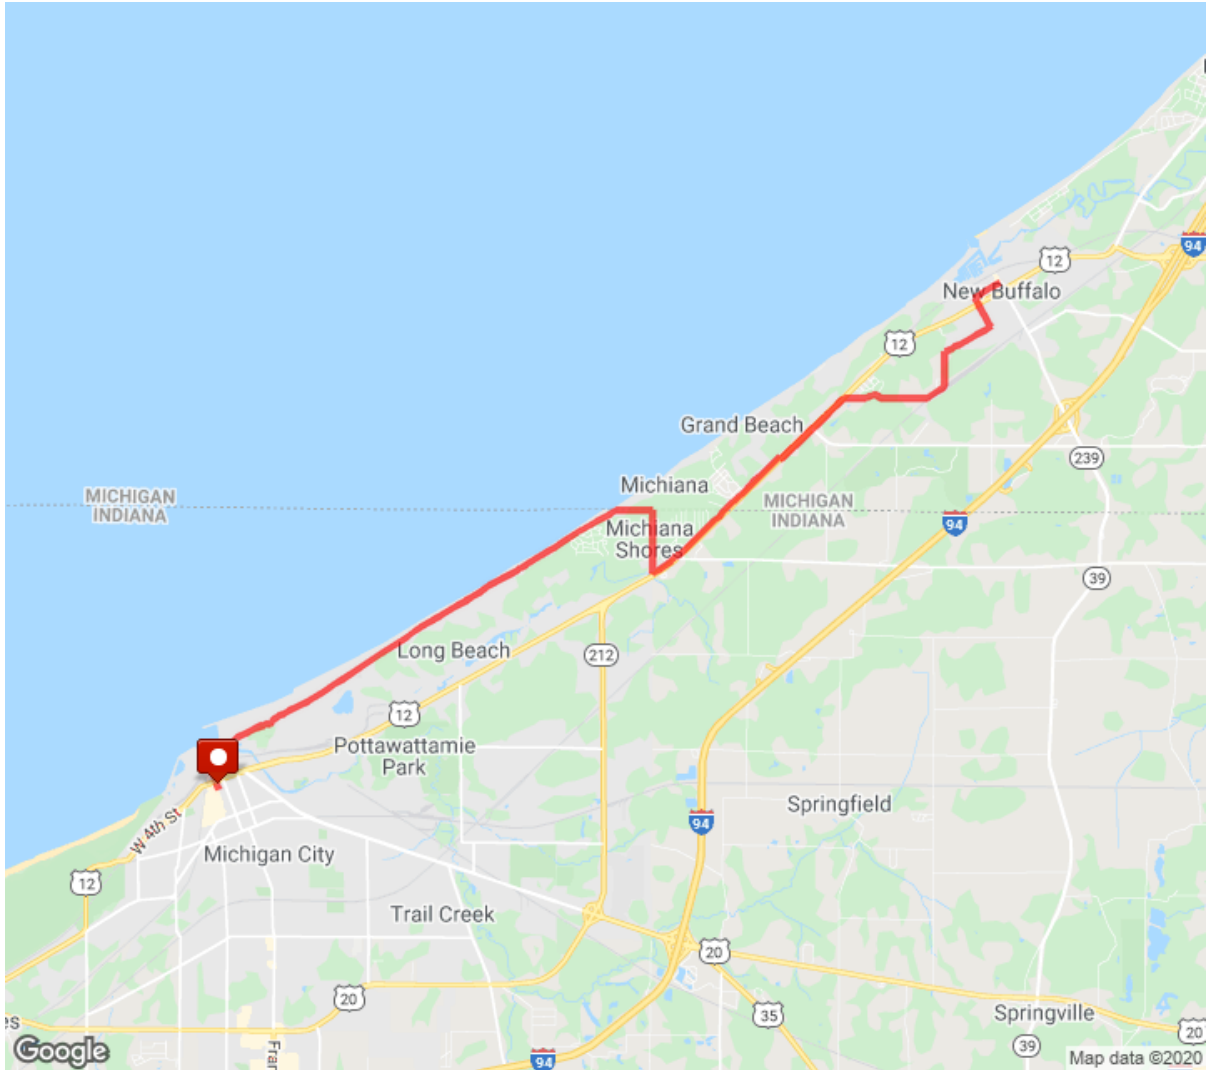 94
12
New Buffalo
12
Grand Beach
239
Michiana
MICHIGAN
INDIANA
MICHIGAN
INDIANA
94
Michiana
Shores
39
Long Beach
212
12
Pottawattamie
Park
Springfield
94
W 4th St
Michigan City
12
Trail Creek
20
20
35
Springville
es
20
39
Fran
94
Google
Map data ©2020